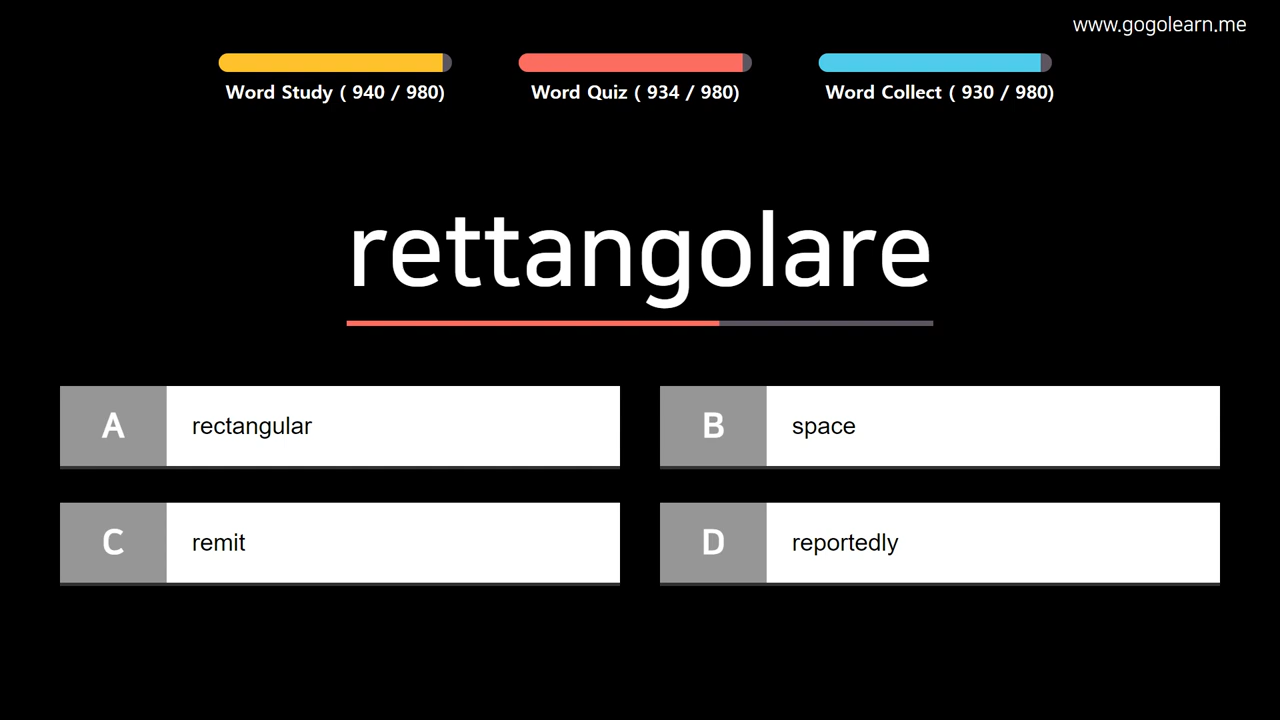 www.gogolearn.me
Word Study ( 940 / 980)
Word Quiz ( 934 / 980)
Word Collect ( 930 / 980)
rettangolare
A rectangular
B space
C remit
D reportedly